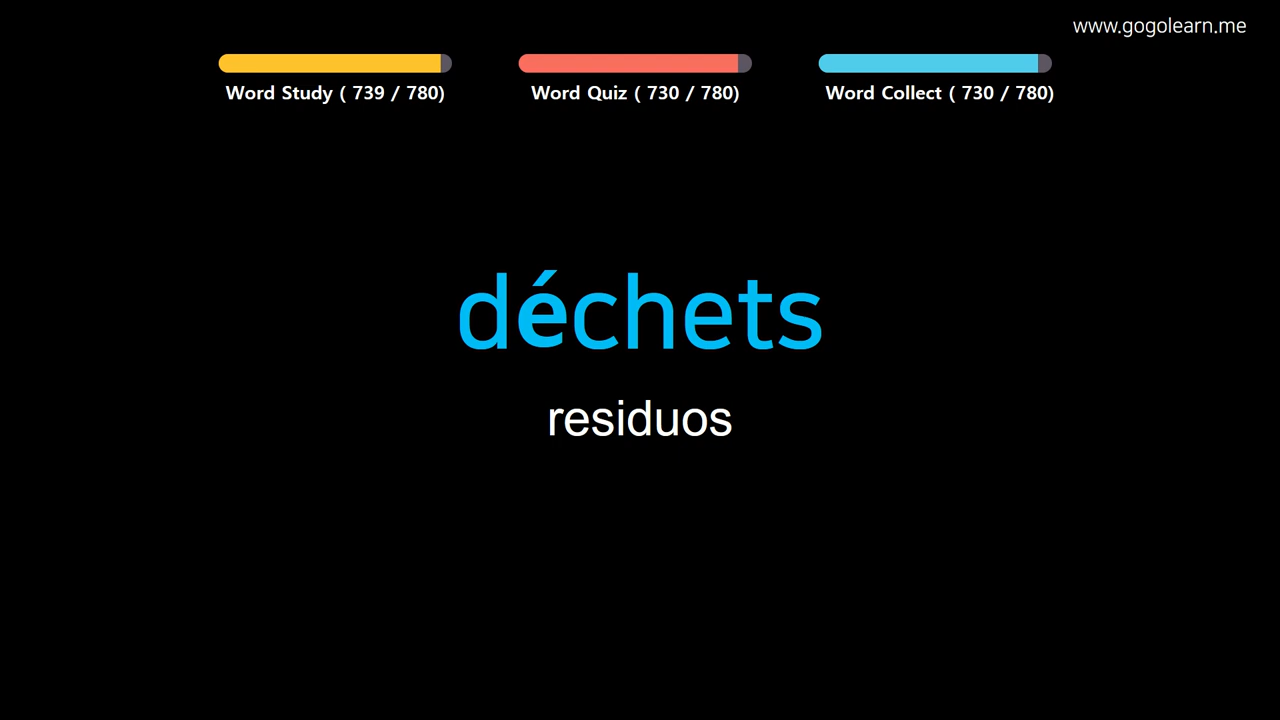 www.gogolearn.me
Word Study ( 739 / 780)
Word Quiz ( 730 / 780)
Word Collect ( 730 / 780)
déchets
residuos